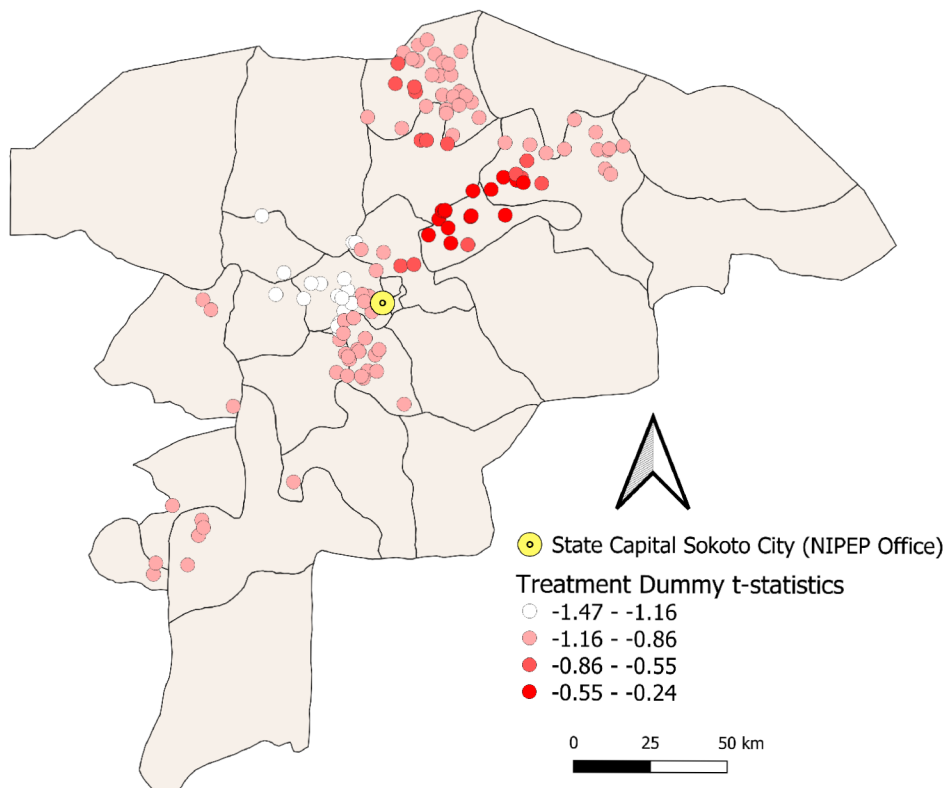 State Capital Sokoto City (NIPEP Office)
Treatment Dummy t-statistics
-1.47 - -1.16
-1.16 - -0.86
-0.86 - -0.55
-0.55 - -0.24
0 25 50 km